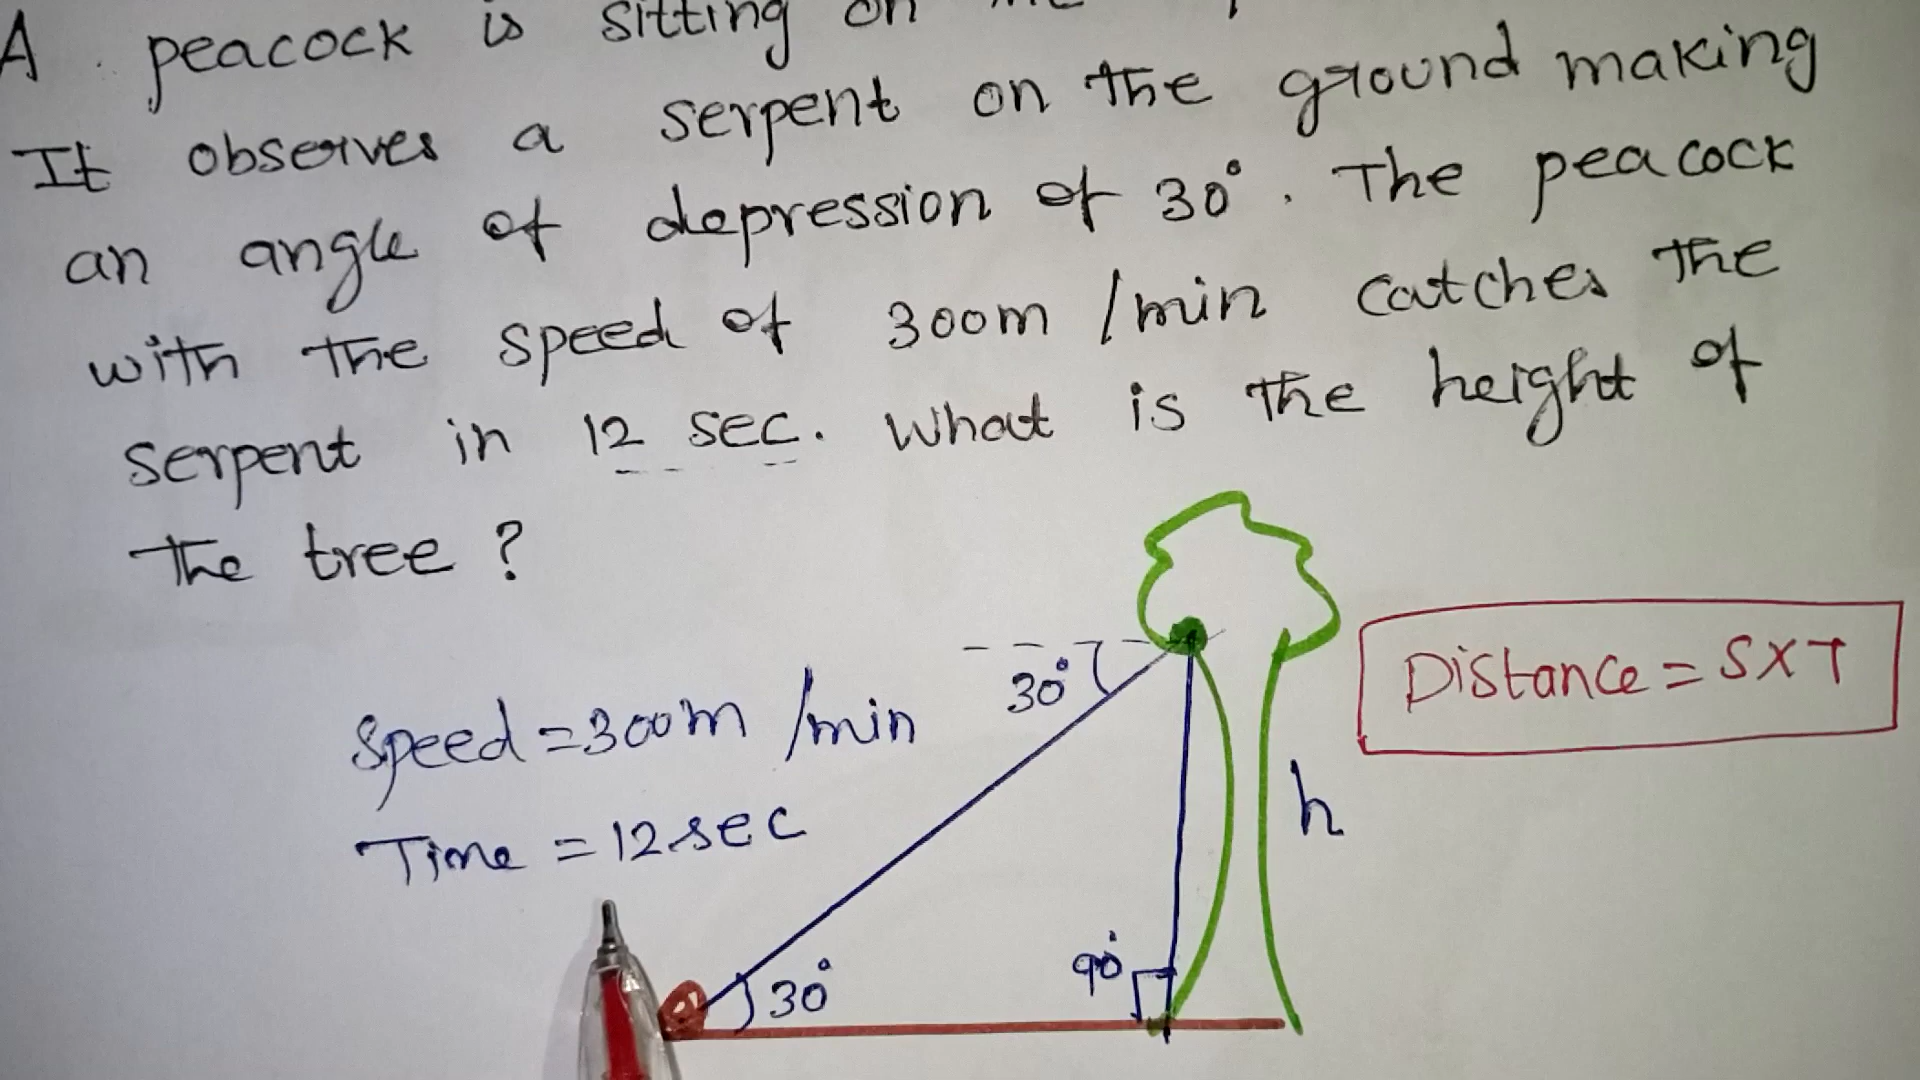 A peacock is sitting on
It observes a serpent on the ground making
an angle of depression of 30°. The peacock
with the speed of 300m/min catches the
serpent in 12 sec. What is the height of
the tree?
30°
Distance = S X T
Speed = 300m/min
h
Time = 12sec
90°
30°